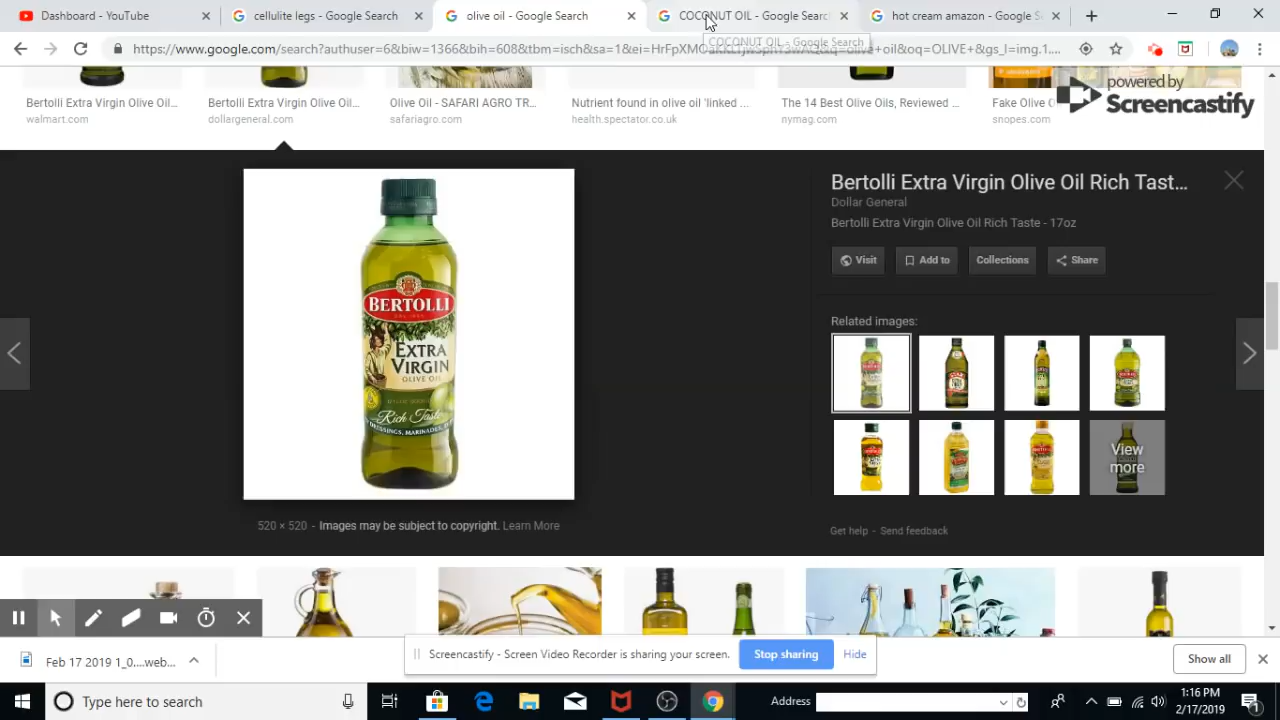 Dashboard - YouTube
cellulite legs - Google Search
olive oil - Google Search
COCONUT OIL - Google Search
hot cream amazon - Google S
COCONUT OIL - Google Search
Bertolli Extra Virgin Olive Oil...
walmart.com
Bertolli Extra Virgin Olive Oil...
dollargeneral.com
Olive Oil - SAFARI AGRO TR...
safariagro.com
Nutrient found in olive oil 'linked ...
health.spectator.co.uk
The 14 Best Olive Oils, Reviewed ...
nymag.com
Fake Olive
snopes.com
powered by
Screencastify
BERTOLLI
EXTRA
VIRGIN
OLIVE OIL
Rich Taste
Bertolli Extra Virgin Olive Oil Rich Tast...
Dollar General
Bertolli Extra Virgin Olive Oil Rich Taste - 17oz
Visit
Add to
Collections
Share
Related images:
View
more
520 × 520 - Images may be subject to copyright. Learn More
Get help - Send feedback
Screencastify - Screen Video Recorder is sharing your screen.
Stop sharing
Hide
Feb 17 2019 1_0....web...
Show all
Type here to search
Address
1:16 PM
2/17/2019